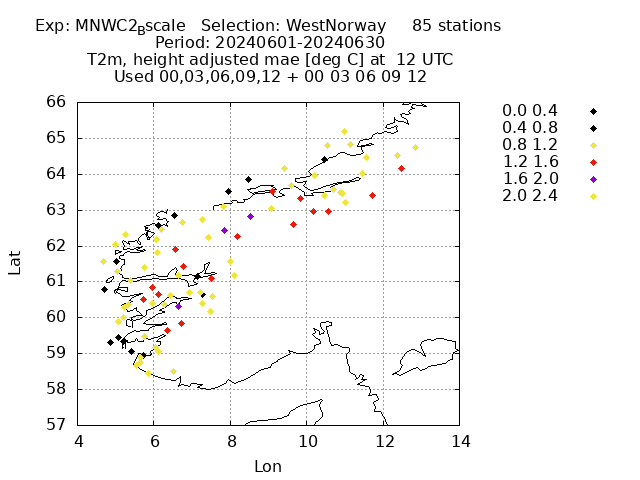 Exp: MNWC2Bscale Selection: WestNorway 85 stations
Period: 20240601-20240630
T2m, height adjusted mae [deg C] at 12 UTC
Used 00,03,06,09,12 + 00 03 06 09 12
66
65
64
63
62
61
60
59
58
57
Lat
4 6 8 10 12 14
Lon
0.0 0.4
0.4 0.8
0.8 1.2
1.2 1.6
1.6 2.0
2.0 2.4